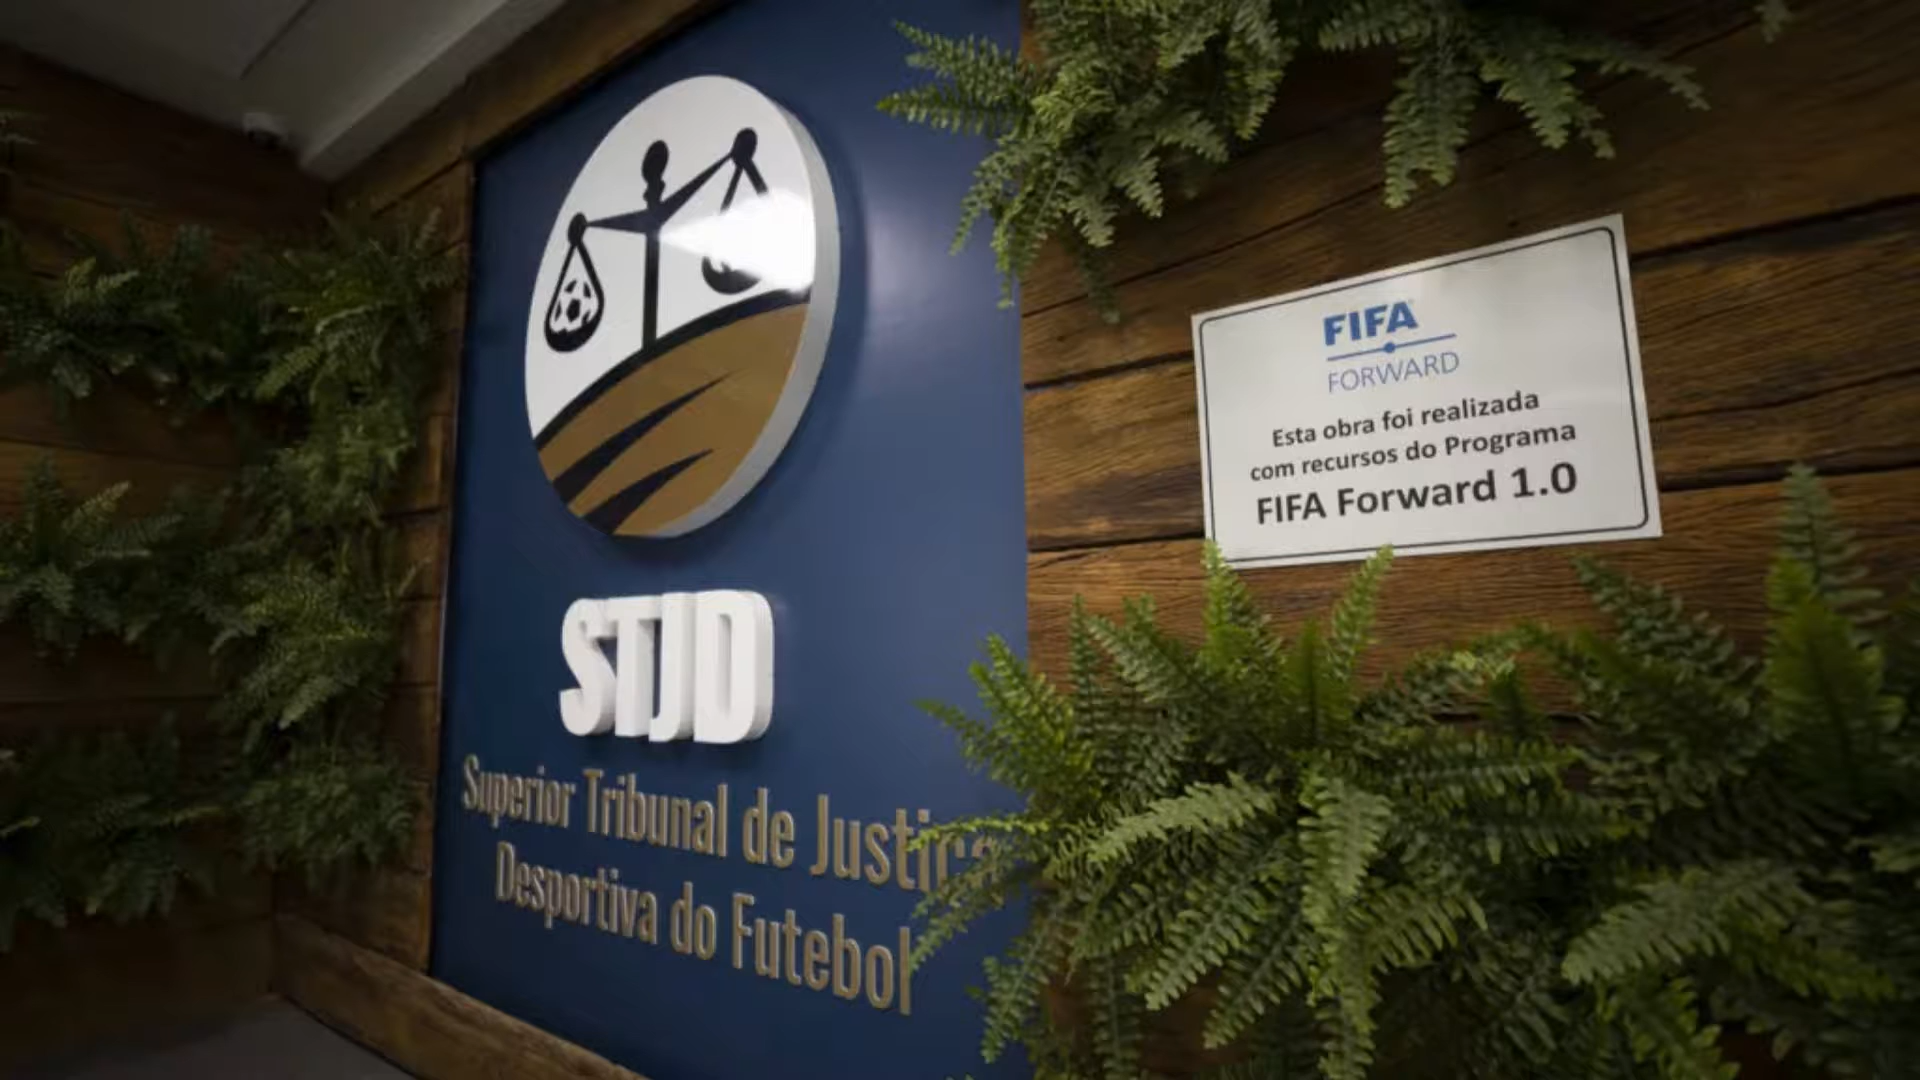 STJD
Superior Tribunal de Justiça
Desportiva do Futebol
FIFA
FORWARD
Esta obra foi realizada
com recursos do Programa
FIFA Forward 1.0